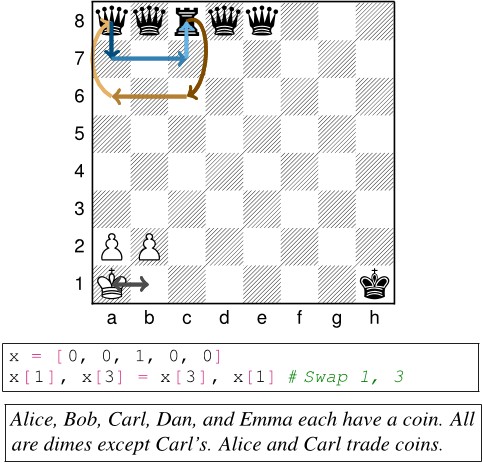 8
7
6
5
4
3
2
1
a b c d e f g h
x = [0, 0, 1, 0, 0]
x[1], x[3] = x[3], x[1] # Swap 1, 3
Alice, Bob, Carl, Dan, and Emma each have a coin. All
are dimes except Carl's. Alice and Carl trade coins.